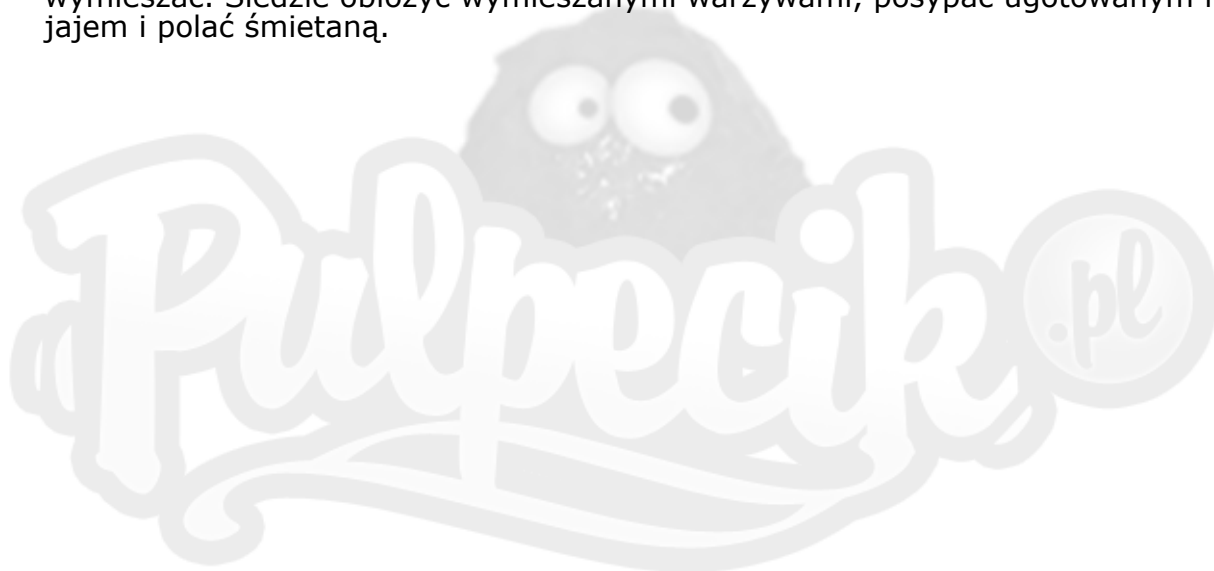 wymieszać. Śledzie obłożyć wymieszanymi warzywami, posypać ugotowanym
jajem i polać śmietaną.
Pulpecik
.pl